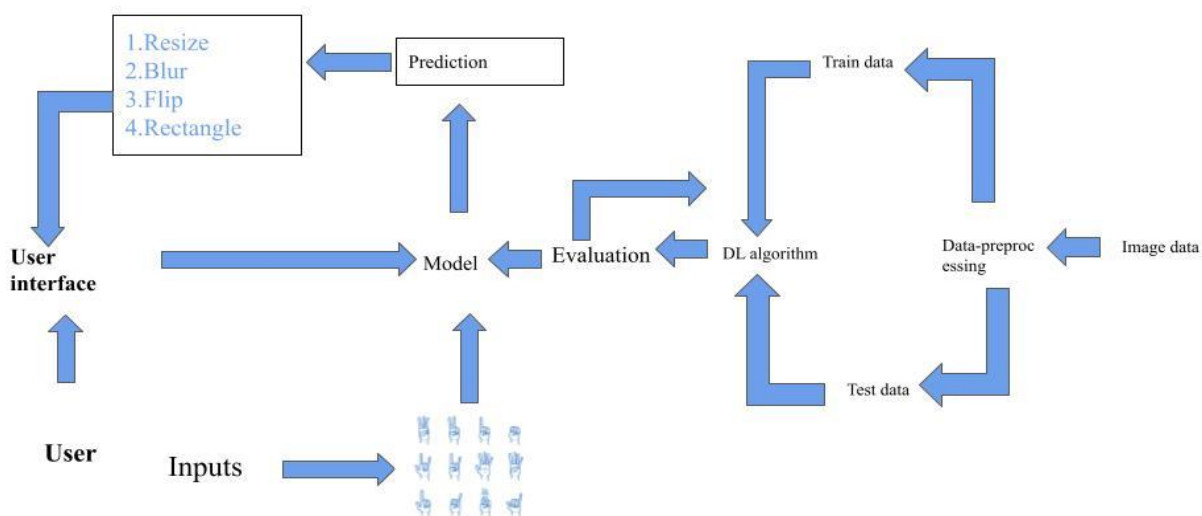 1.Resize
2.Blur
3.Flip
4.Rectangle
Prediction
Train data
User
interface
Model
Evaluation
DL algorithm
Data-preproc
essing
Image data
Test data
User
Inputs